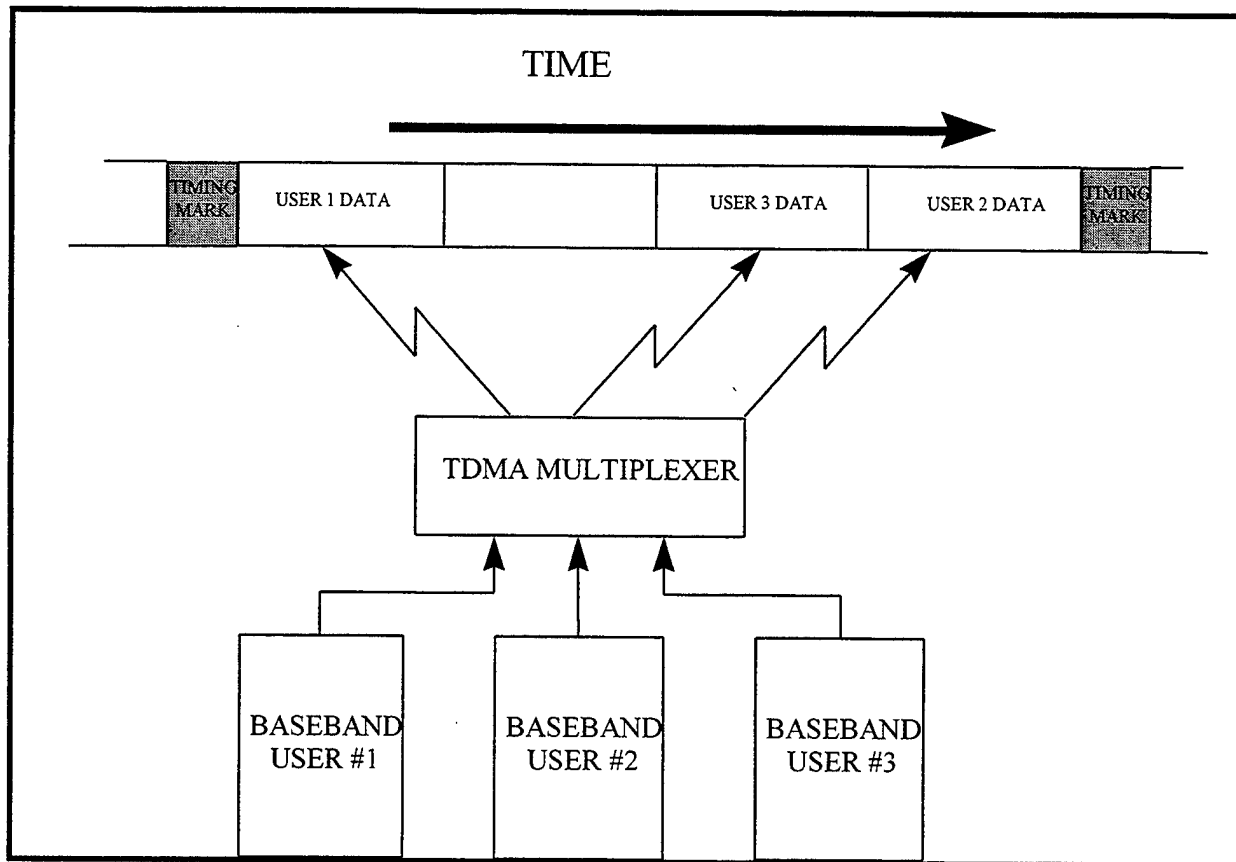 TIME
TIMING
MARK
USER 1 DATA
USER 3 DATA
USER 2 DATA
TIMING
MARK
TDMA MULTIPLEXER
BASEBAND
USER #1
BASEBAND
USER #2
BASEBAND
USER #3